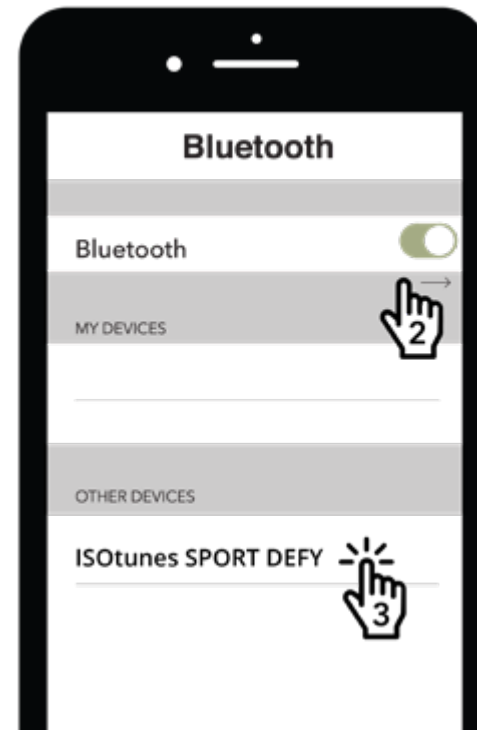 Bluetooth
Bluetooth
2
MY DEVICES
OTHER DEVICES
ISOtunes SPORT DEFY
3